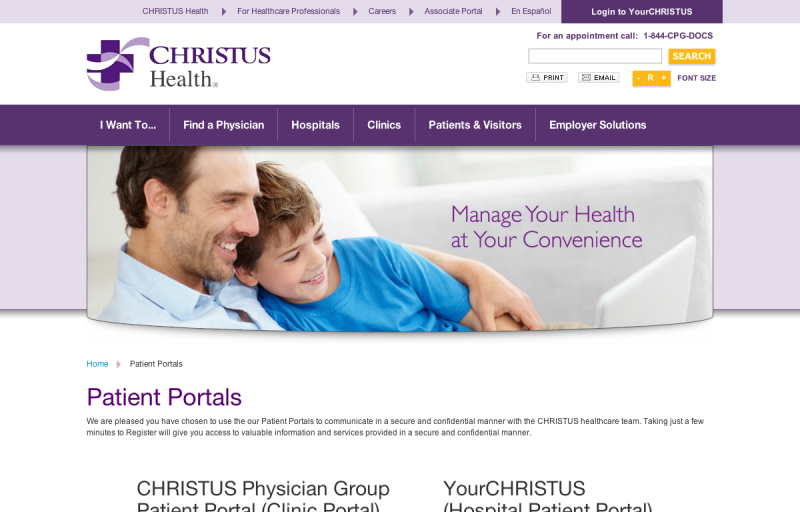 CHRISTUS Health For Healthcare Professionals Careers Associate Portal En Español Login to YourCHRISTUS
For an appointment call: 1-844-CPG-DOCS
CHRISTUS
Health®
SEARCH
PRINT EMAIL - R + FONT SIZE
I Want To... Find a Physician Hospitals Clinics Patients & Visitors Employer Solutions
Manage Your Health
at Your Convenience
Home Patient Portals
Patient Portals
We are pleased you have chosen to use the our Patient Portals to communicate in a secure and confidential manner with the CHRISTUS healthcare team. Taking just a few
minutes to Register will give you access to valuable information and services provided in a secure and confidential manner.
CHRISTUS Physician Group
Patient Portal (Clinic Portal)
YourCHRISTUS
(Hospital Patient Portal)